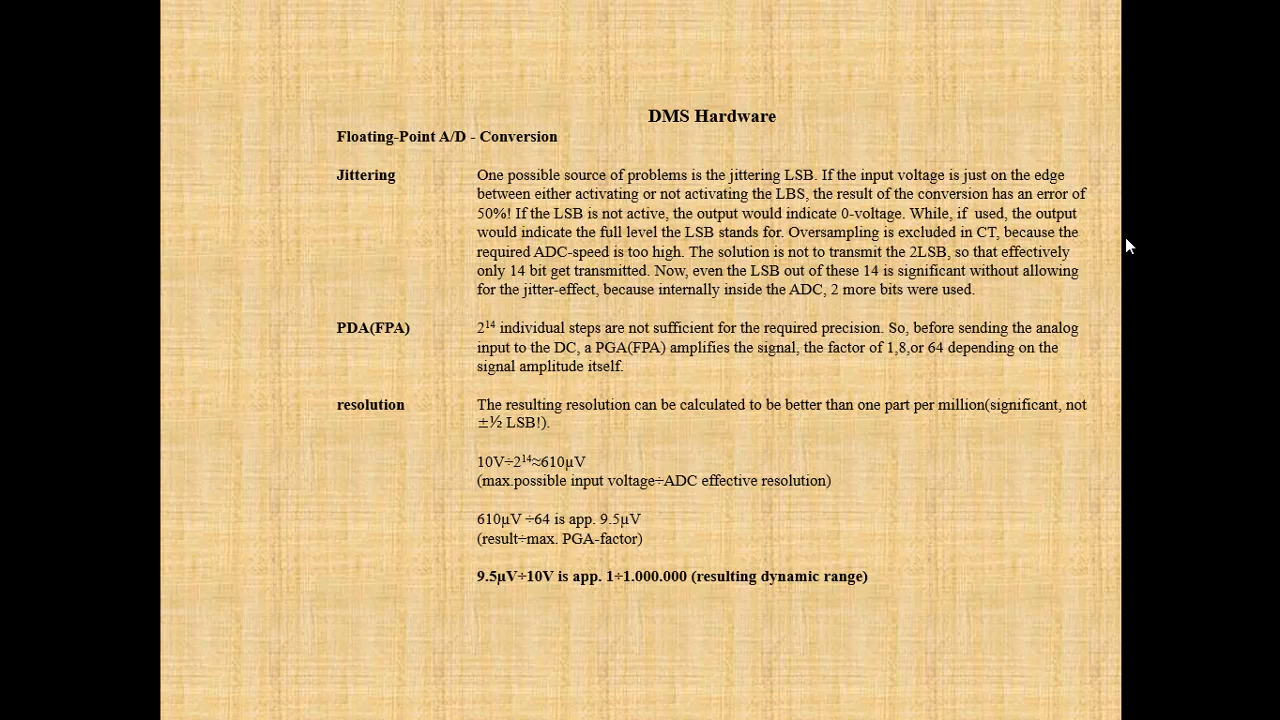 DMS Hardware
Floating-Point A/D - Conversion
Jittering
One possible source of problems is the jittering LSB. If the input voltage is just on the edge
between either activating or not activating the LBS, the result of the conversion has an error of
50%! If the LSB is not active, the output would indicate 0-voltage. While, if  used, the output
would indicate the full level the LSB stands for. Oversampling is excluded in CT, because the
required ADC-speed is too high. The solution is not to transmit the 2LSB, so that effectively
only 14 bit get transmitted. Now, even the LSB out of these 14 is significant without allowing
for the jitter-effect, because internally inside the ADC, 2 more bits were used.
PDA(FPA)
2¹⁴ individual steps are not sufficient for the required precision. So, before sending the analog
input to the DC, a PGA(FPA) amplifies the signal, the factor of 1,8,or 64 depending on the
signal amplitude itself.
resolution
The resulting resolution can be calculated to be better than one part per million(significant, not
±½ LSB!).
10V÷2¹⁴≈610µV
(max.possible input voltage÷ADC effective resolution)
610µV ÷64 is app. 9.5µV
(result÷max. PGA-factor)
9.5µV÷10V is app. 1÷1.000.000 (resulting dynamic range)